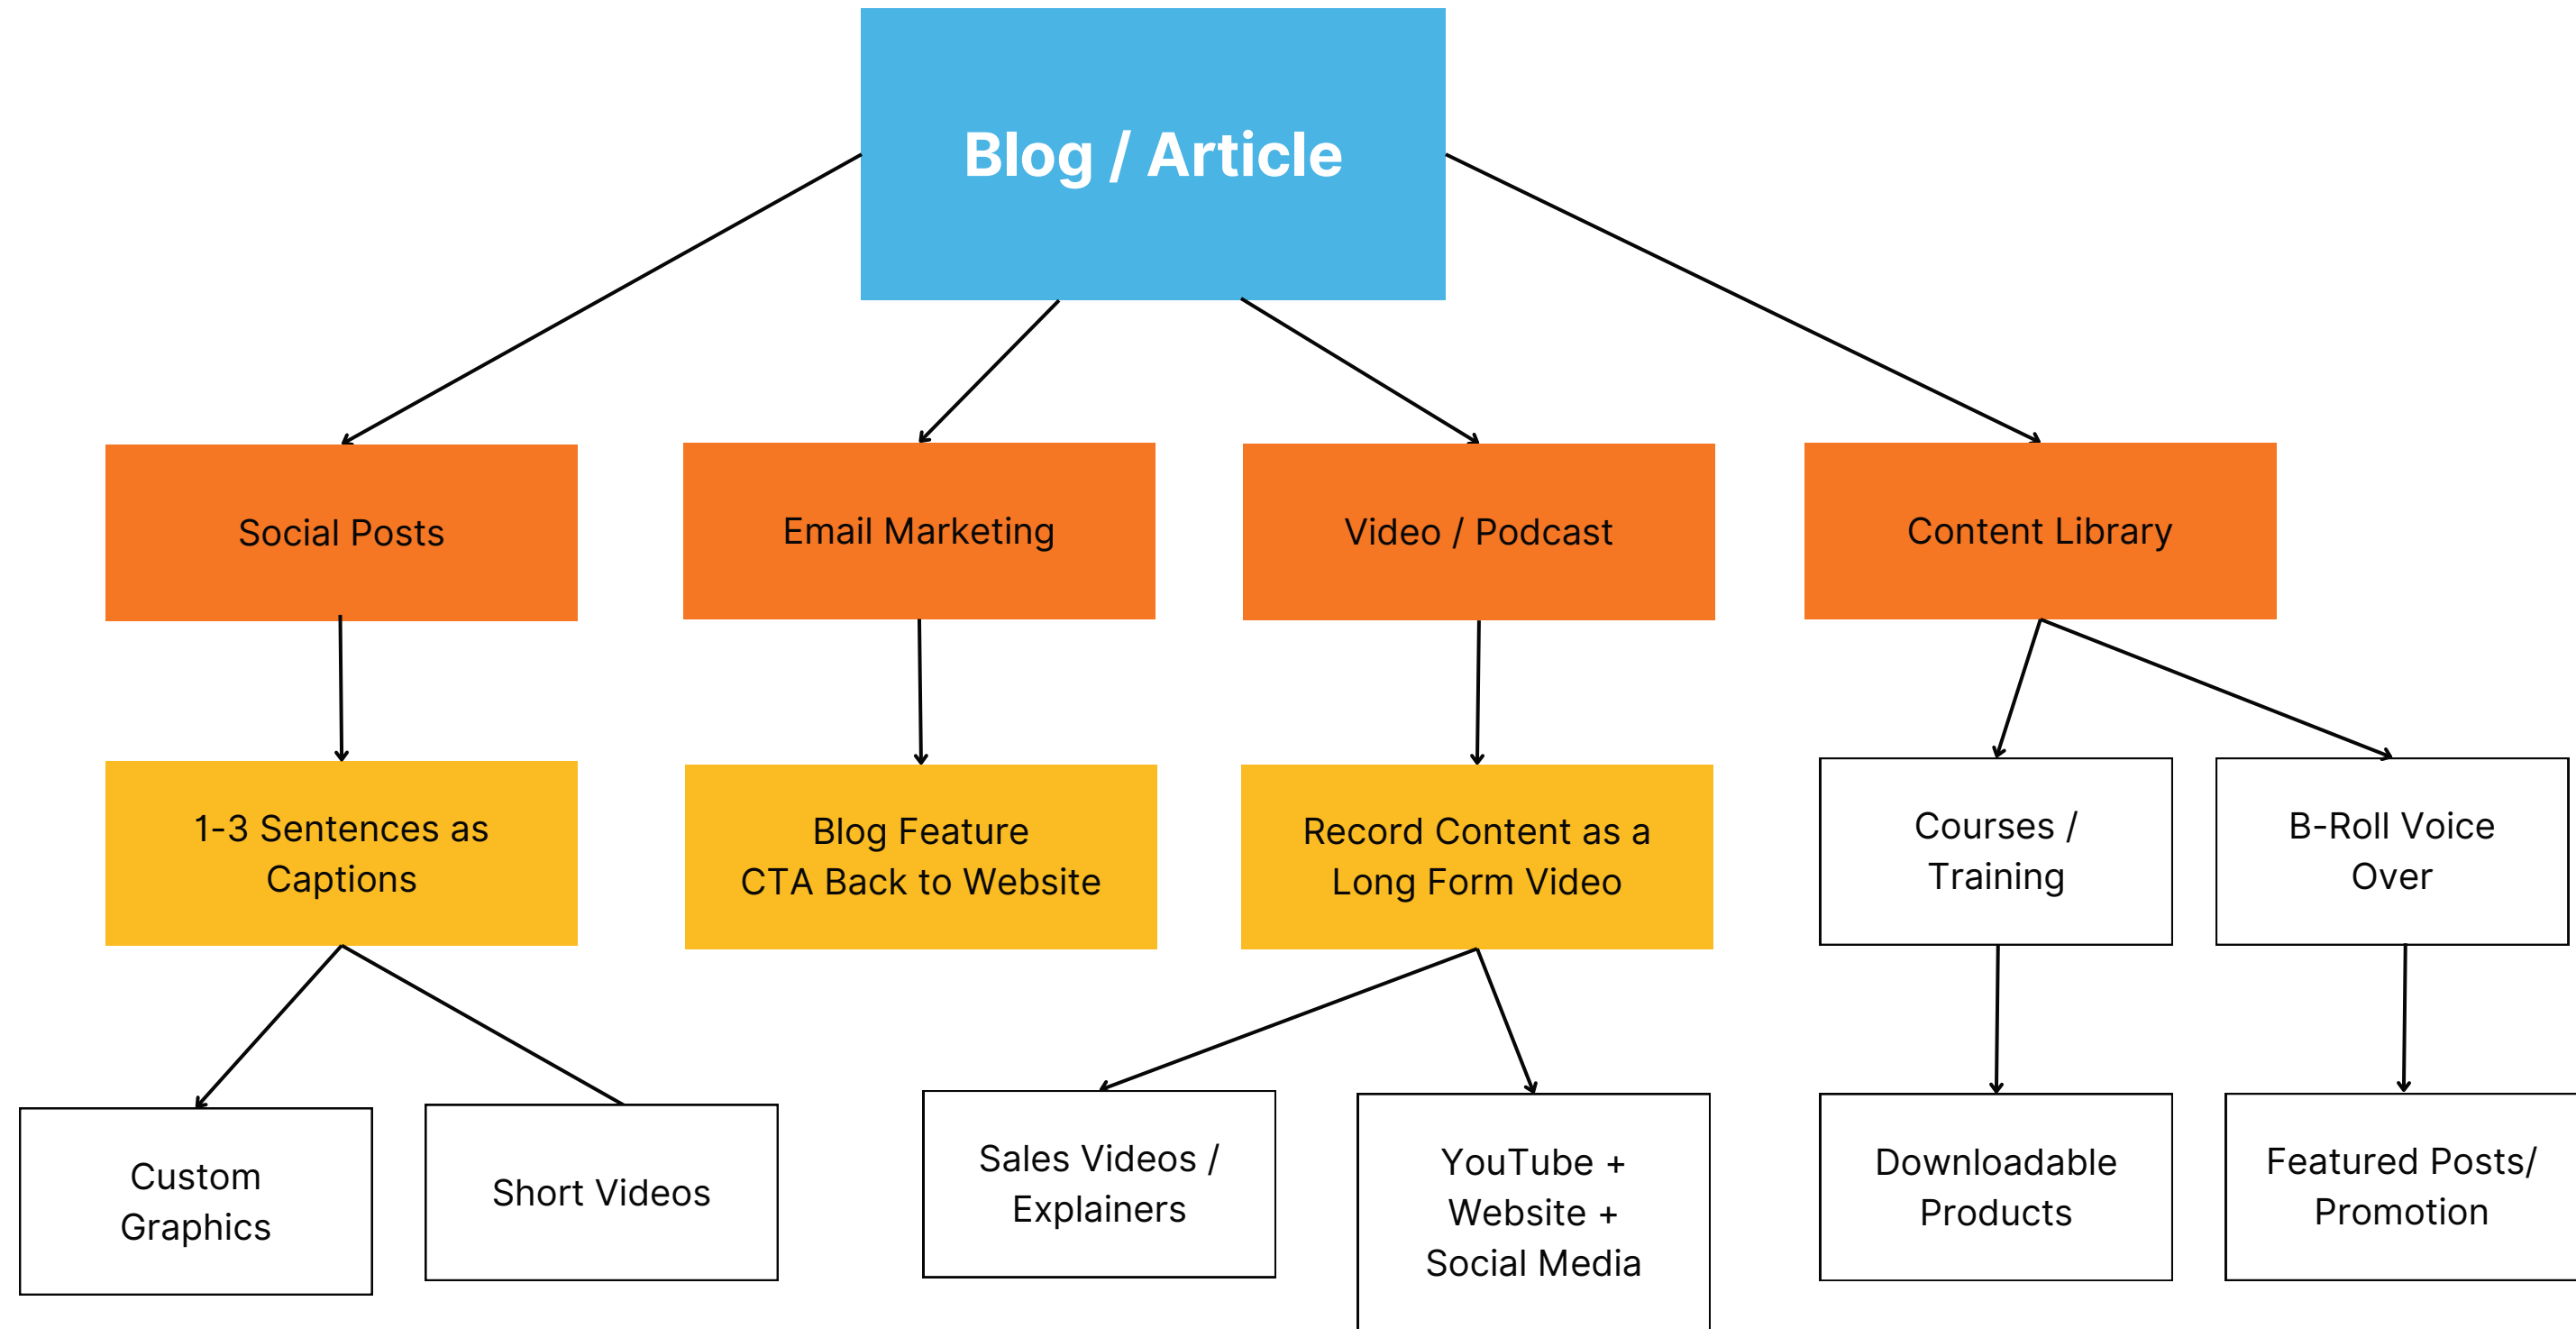 Blog / Article
Social Posts
Email Marketing
Video / Podcast
Content Library
1-3 Sentences as
Captions
Blog Feature
CTA Back to Website
Record Content as a
Long Form Video
Courses /
Training
B-Roll Voice
Over
Custom
Graphics
Short Videos
Sales Videos /
Explainers
YouTube +
Website +
Social Media
Downloadable
Products
Featured Posts/
Promotion